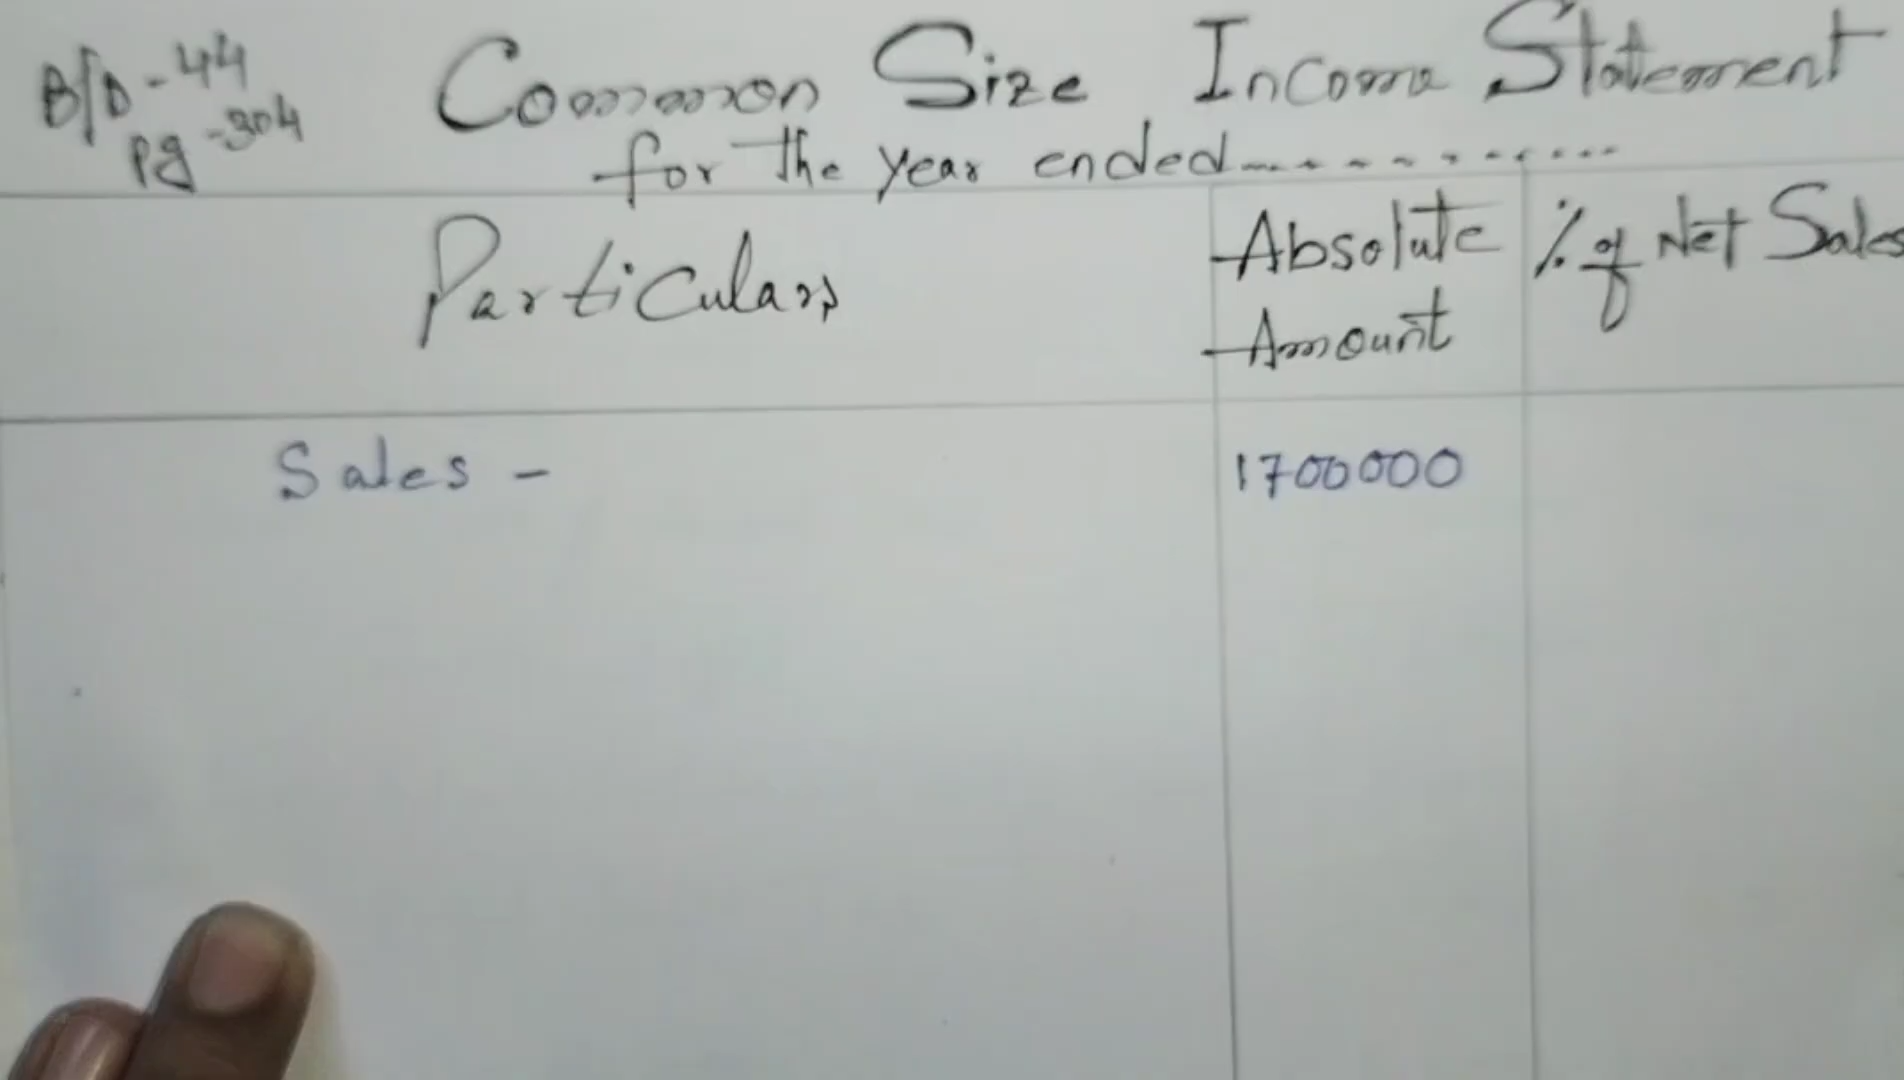 B/D - 44
pg - 304
Common Size Income Statement
for the year ended............
Particulars
Absolute Amount
% of Net Sales
Sales - 1700000